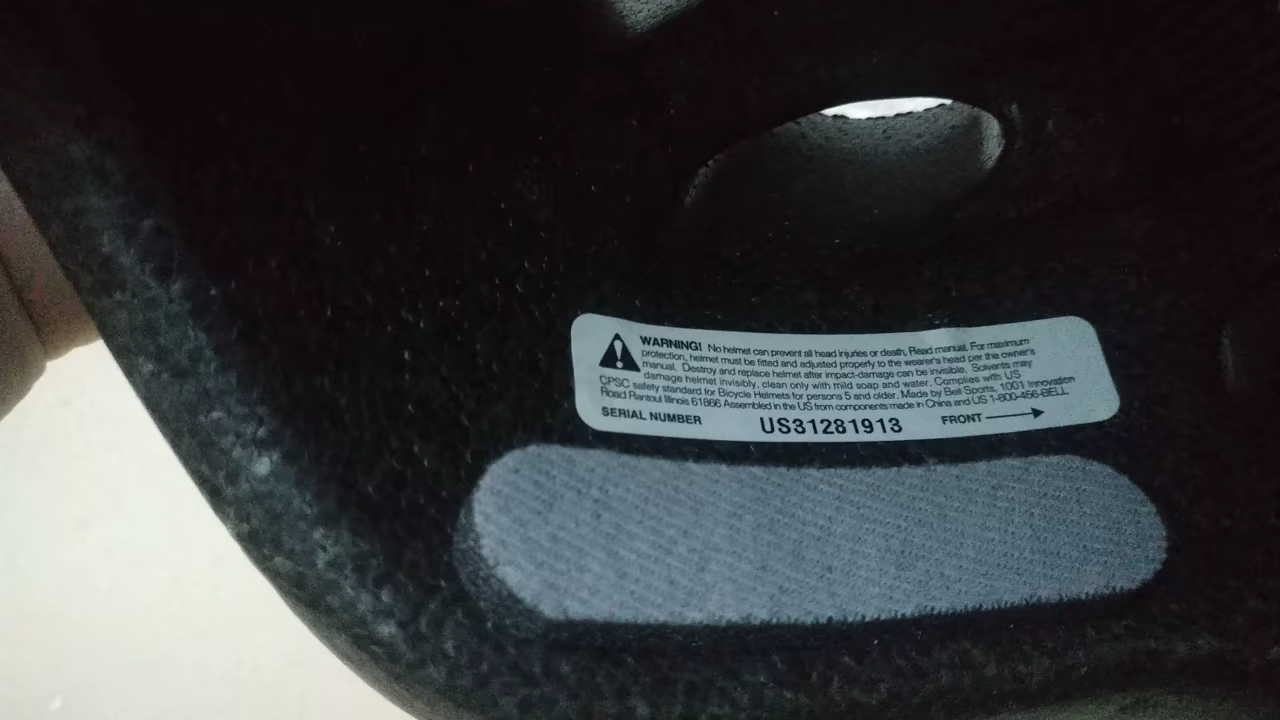 WARNING! No helmet can prevent all head injuries or death. Read manual. For maximum
protection, helmet must be fitted and adjusted properly to the wearer's head per the owner's
manual. Destroy and replace helmet after impact-damage can be invisible. Solvents may
damage helmet invisibly, clean only with mild soap and water. Complies with US
CPSC safety standard for Bicycle Helmets for persons 5 and older. Made by Bell Sports, 1001 Innovation
Road Rantoul Illinois 61866 Assembled in the US from components made in China and US 1-800-456-BELL
SERIAL NUMBER US31281913 FRONT